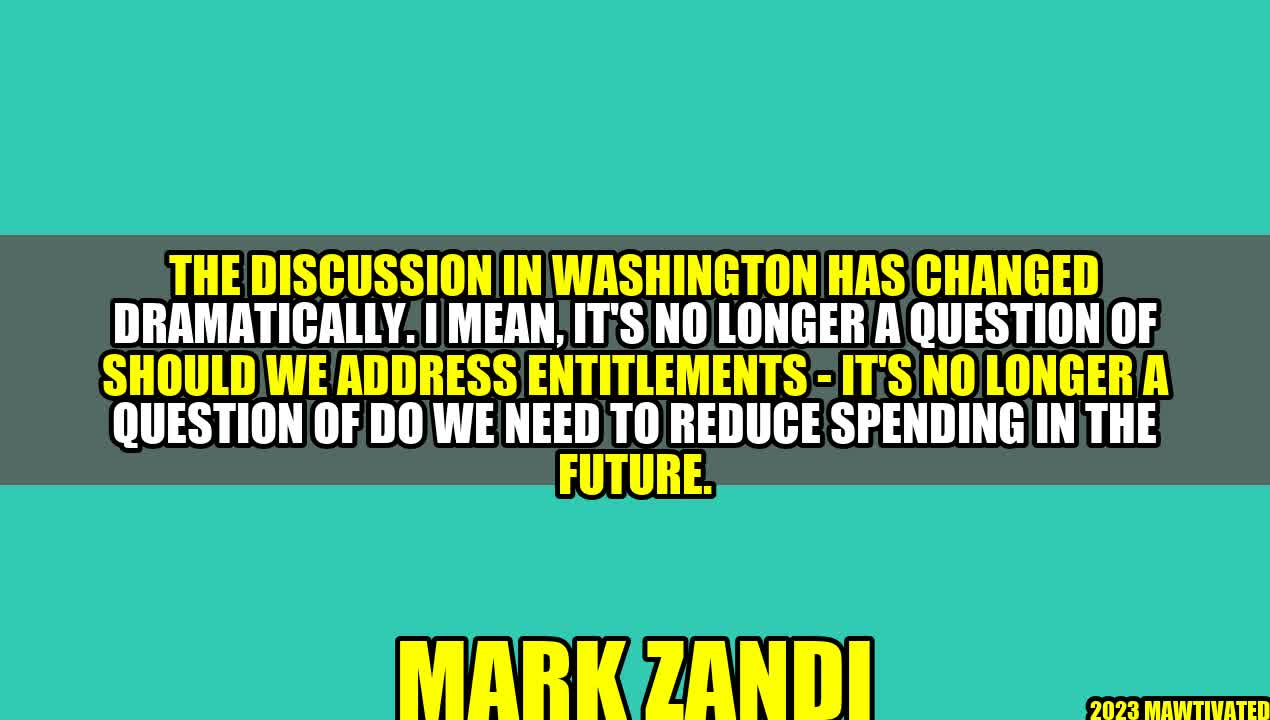 THE DISCUSSION IN WASHINGTON HAS CHANGED
DRAMATICALLY. I MEAN, IT'S NO LONGER A QUESTION OF
SHOULD WE ADDRESS ENTITLEMENTS - IT'S NO LONGER A
QUESTION OF DO WE NEED TO REDUCE SPENDING IN THE
FUTURE.
MARK ZANDI
2023 MAWTIVATED